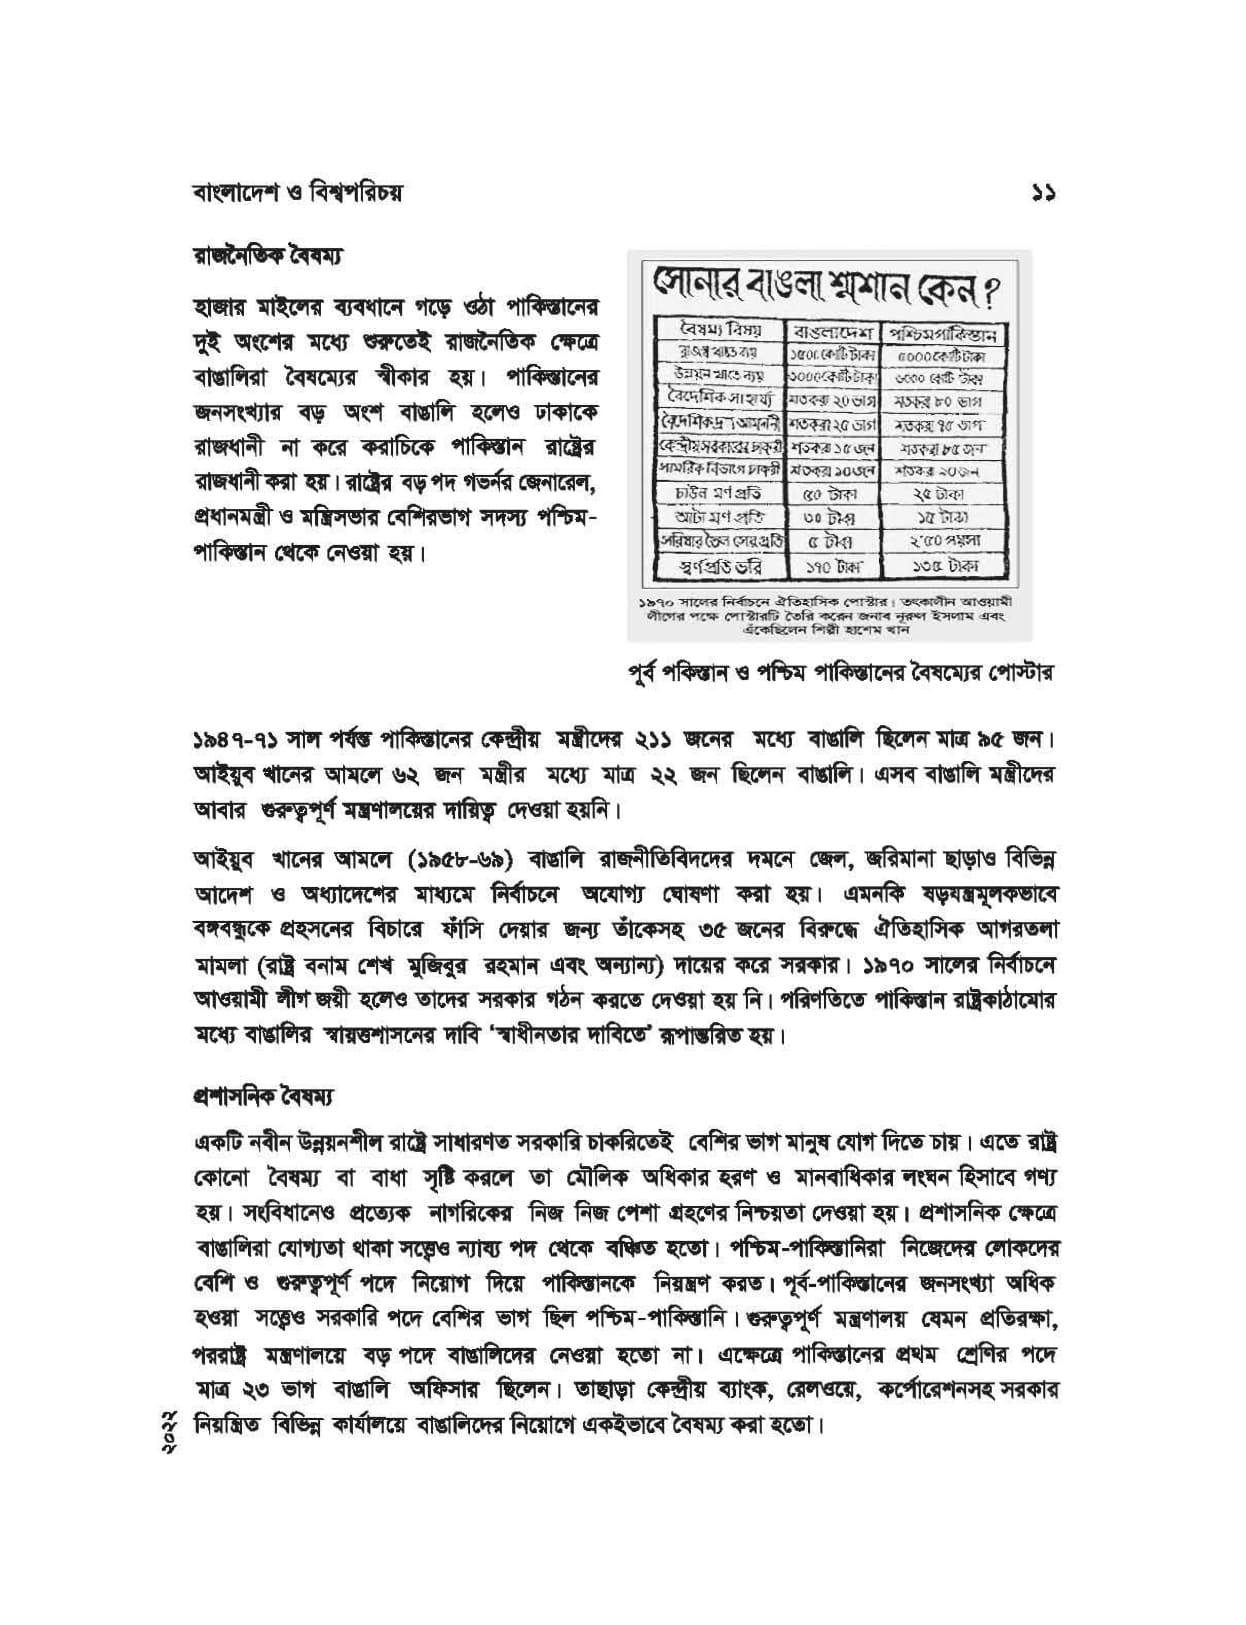 বাংলাদেশ ও বিশ্বপরিচয়
১১
রাজনৈতিক বৈষম্য
হাজার মাইলের ব্যবধানে গড়ে ওঠা পাকিস্তানের
দুই অংশের মধ্যে শুরুতেই রাজনৈতিক ক্ষেত্রে
বাঙালিরা বৈষম্যের স্বীকার হয়। পাকিস্তানের
জনসংখ্যার বড় অংশ বাঙালি হলেও ঢাকাকে
রাজধানী না করে করাচিকে পাকিস্তান রাষ্ট্রের
রাজধানী করা হয়। রাষ্ট্রের বড় পদ গভর্নর জেনারেল,
প্রধানমন্ত্রী ও মন্ত্রিসভার বেশিরভাগ সদস্য পশ্চিম-
পাকিস্তান থেকে নেওয়া হয়।
সোনার বাঙলা শ্মশান কেন?
বৈষম্য বিষয় বাঙলাদেশ পশ্চিমপাকিস্তান
রাজস্ব খাতে ব্যয় ১৫০০ কোটি টাকা ৫০০০ কোটি টাকা
উন্নয়ন খাতে ব্যয় ৩০০০ কোটি টাকা ৬০০০ কোটি টাকা
বৈদেশিক সাহায্য শতকরা ২০ ভাগ শতকরা ৮০ ভাগ
বৈদেশিক দ্রব্য আমদানী শতকরা ২৫ ভাগ শতকরা ৭৫ ভাগ
কেন্দ্রীয় সরকারের চাকুরী শতকরা ১৫ জন শতকরা ৮৫ জন
সামরিক বিভাগে চাকুরী শতকরা ১০ জন শতকরা ২০ জন
চাউল মণ প্রতি ৫০ টাকা ২৫ টাকা
আটা মণ প্রতি ৩০ টাকা ১৫ টাকা
সরিষার তৈল সের প্রতি ৫ টাকা ২'৫০ পয়সা
স্বর্ণ প্রতি ভরি ১৭০ টাকা ১৩৫ টাকা
১৯৭০ সালের নির্বাচনে ঐতিহাসিক পোস্টার। তৎকালীন আওয়ামী
লীগের পক্ষে পোস্টারটি তৈরি করেন জনাব নূরুল ইসলাম এবং
এঁকেছিলেন শিল্পী হাশেম খান
পূর্ব পকিস্তান ও পশ্চিম পাকিস্তানের বৈষম্যের পোস্টার
১৯৪৭-৭১ সাল পর্যন্ত পাকিস্তানের কেন্দ্রীয় মন্ত্রীদের ২১১ জনের মধ্যে বাঙালি ছিলেন মাত্র ৯৫ জন।
আইয়ুব খানের আমলে ৬২ জন মন্ত্রীর মধ্যে মাত্র ২২ জন ছিলেন বাঙালি। এসব বাঙালি মন্ত্রীদের
আবার গুরুত্বপূর্ণ মন্ত্রণালয়ের দায়িত্ব দেওয়া হয়নি।
আইয়ুব খানের আমলে (১৯৫৮-৬৯) বাঙালি রাজনীতিবিদদের দমনে জেল, জরিমানা ছাড়াও বিভিন্ন
আদেশ ও অধ্যাদেশের মাধ্যমে নির্বাচনে অযোগ্য ঘোষণা করা হয়। এমনকি ষড়যন্ত্রমূলকভাবে
বঙ্গবন্ধুকে প্রহসনের বিচারে ফাঁসি দেয়ার জন্য তাঁকেসহ ৩৫ জনের বিরুদ্ধে ঐতিহাসিক আগরতলা
মামলা (রাষ্ট্র বনাম শেখ মুজিবুর রহমান এবং অন্যান্য) দায়ের করে সরকার। ১৯৭০ সালের নির্বাচনে
আওয়ামী লীগ জয়ী হলেও তাদের সরকার গঠন করতে দেওয়া হয় নি। পরিণতিতে পাকিস্তান রাষ্ট্রকাঠামোর
মধ্যে বাঙালির স্বায়ত্তশাসনের দাবি ‘স্বাধীনতার দাবিতে’ রূপান্তরিত হয়।
প্রশাসনিক বৈষম্য
একটি নবীন উন্নয়নশীল রাষ্ট্রে সাধারণত সরকারি চাকরিতেই বেশির ভাগ মানুষ যোগ দিতে চায়। এতে রাষ্ট্র
কোনো বৈষম্য বা বাধা সৃষ্টি করলে তা মৌলিক অধিকার হরণ ও মানবাধিকার লংঘন হিসাবে গণ্য
হয়। সংবিধানেও প্রত্যেক নাগরিকের নিজ নিজ পেশা গ্রহণের নিশ্চয়তা দেওয়া হয়। প্রশাসনিক ক্ষেত্রে
বাঙালিরা যোগ্যতা থাকা সত্ত্বেও ন্যায্য পদ থেকে বঞ্চিত হতো। পশ্চিম-পাকিস্তানিরা নিজেদের লোকদের
বেশি ও গুরুত্বপূর্ণ পদে নিয়োগ দিয়ে পাকিস্তানকে নিয়ন্ত্রণ করত। পূর্ব-পাকিস্তানের জনসংখ্যা অধিক
হওয়া সত্ত্বেও সরকারি পদে বেশির ভাগ ছিল পশ্চিম-পাকিস্তানি। গুরুত্বপূর্ণ মন্ত্রণালয় যেমন প্রতিরক্ষা,
পররাষ্ট্র মন্ত্রণালয়ে বড় পদে বাঙালিদের নেওয়া হতো না। এক্ষেত্রে পাকিস্তানের প্রথম শ্রেণির পদে
মাত্র ২৩ ভাগ বাঙালি অফিসার ছিলেন। তাছাড়া কেন্দ্রীয় ব্যাংক, রেলওয়ে, কর্পোরেশনসহ সরকার
নিয়ন্ত্রিত বিভিন্ন কার্যালয়ে বাঙালিদের নিয়োগে একইভাবে বৈষম্য করা হতো।
২০২২